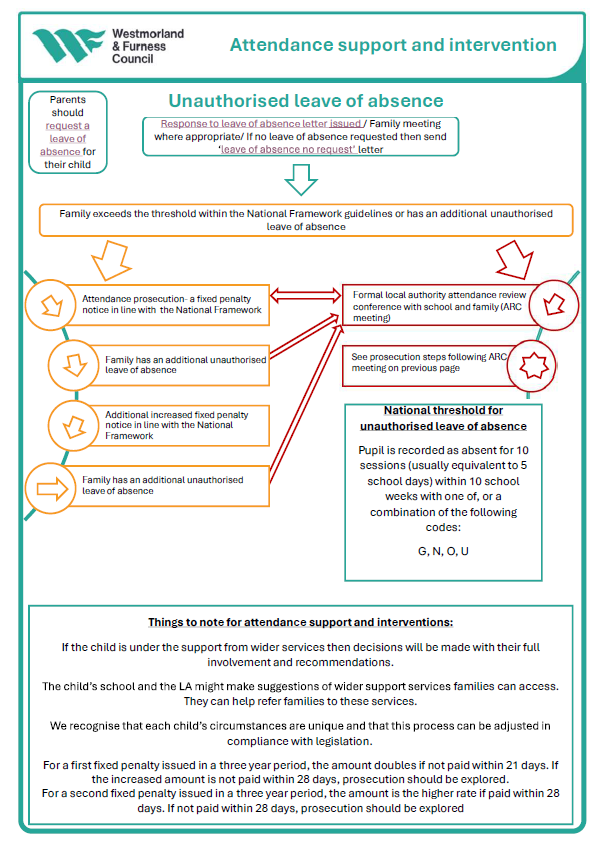 Westmorland
& Furness
Council
Attendance support and intervention
Parents
should
request a
leave of
absence for
their child
Unauthorised leave of absence
Response to leave of absence letter issued / Family meeting
where appropriate/ If no leave of absence requested then send
‘leave of absence no request’ letter
Family exceeds the threshold within the National Framework guidelines or has an additional unauthorised
leave of absence
Attendance prosecution- a fixed penalty
notice in line with the National Framework
Formal local authority attendance review
conference with school and family (ARC
meeting)
Family has an additional unauthorised
leave of absence
See prosecution steps following ARC
meeting on previous page
Additional increased fixed penalty
notice in line with the National
Framework
Family has an additional unauthorised
leave of absence
National threshold for
unauthorised leave of absence
Pupil is recorded as absent for 10
sessions (usually equivalent to 5
school days) within 10 school
weeks with one of, or a
combination of the following
codes:
G, N, O, U
Things to note for attendance support and interventions:
If the child is under the support from wider services then decisions will be made with their full
involvement and recommendations.
The child’s school and the LA might make suggestions of wider support services families can access.
They can help refer families to these services.
We recognise that each child’s circumstances are unique and that this process can be adjusted in
compliance with legislation.
For a first fixed penalty issued in a three year period, the amount doubles if not paid within 21 days. If
the increased amount is not paid within 28 days, prosecution should be explored.
For a second fixed penalty issued in a three year period, the amount is the higher rate if paid within 28
days. If not paid within 28 days, prosecution should be explored